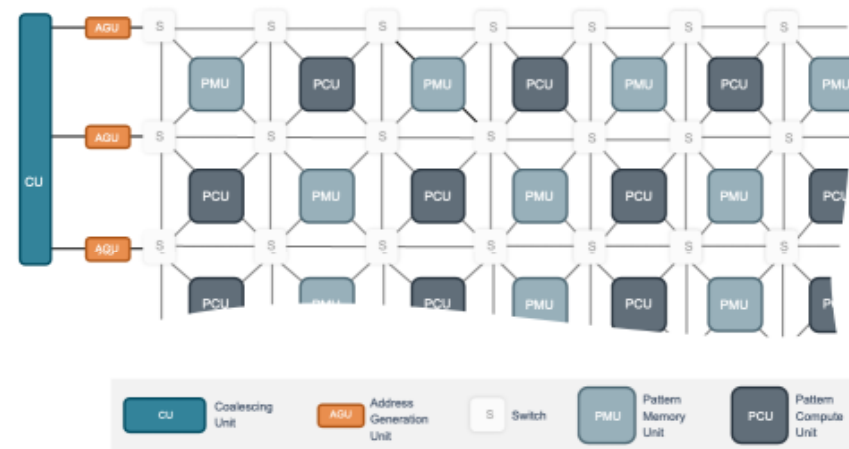 AGU S S S S S S S
PMU PCU PMU PCU PMU PCU PMU
AGU S S S S S S S
CU PCU PMU PCU PMU PCU PMU PCU
AGU S S S S S S S
PCU PMU PCU PMU PCU PMU
CU Coalescing
Unit
AGU Address
Generation
Unit
S Switch
PMU Pattern
Memory
Unit
PCU Pattern
Compute
Unit